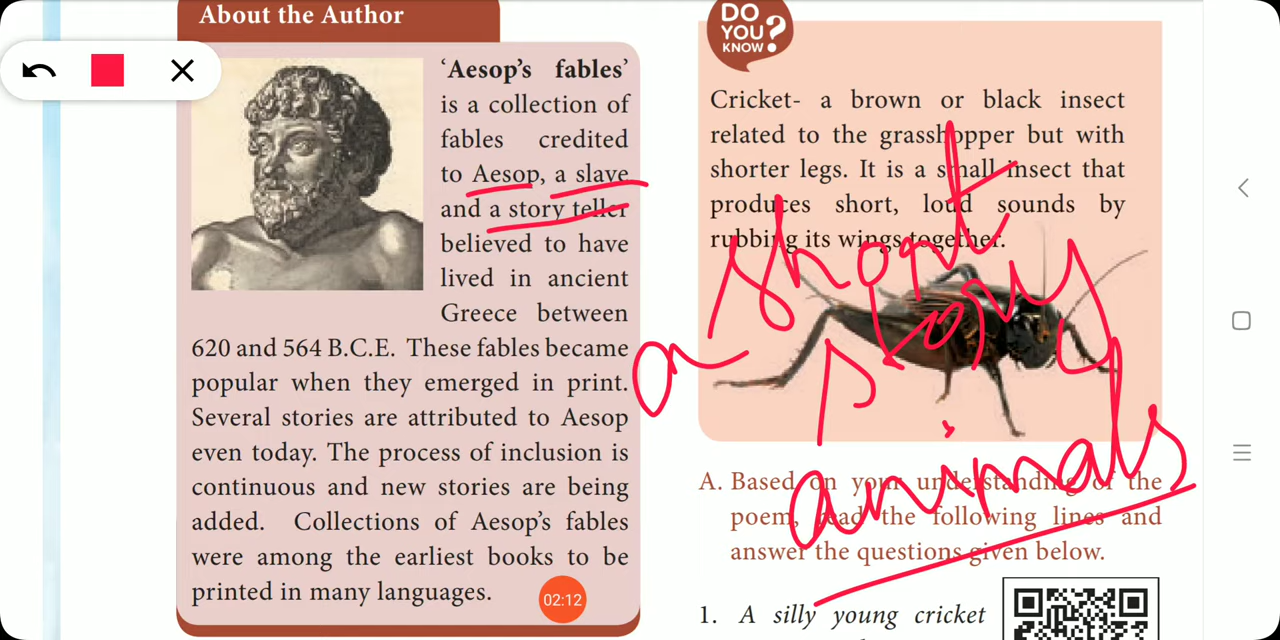 About the Author
‘Aesop’s fables’
is a collection of
fables credited
to Aesop, a slave
and a story teller
believed to have
lived in ancient
Greece between
620 and 564 B.C.E. These fables became
popular when they emerged in print.
Several stories are attributed to Aesop
even today. The process of inclusion is
continuous and new stories are being
added. Collections of Aesop’s fables
were among the earliest books to be
printed in many languages.
02:12
DO
YOU
KNOW?
Cricket- a brown or black insect
related to the grasshopper but with
shorter legs. It is a small insect that
produces short, loud sounds by
rubbing its wings together.
a short
story
animals
A. Based on your understanding of the
poem, read the following lines and
answer the questions given below.
1. A silly young cricket